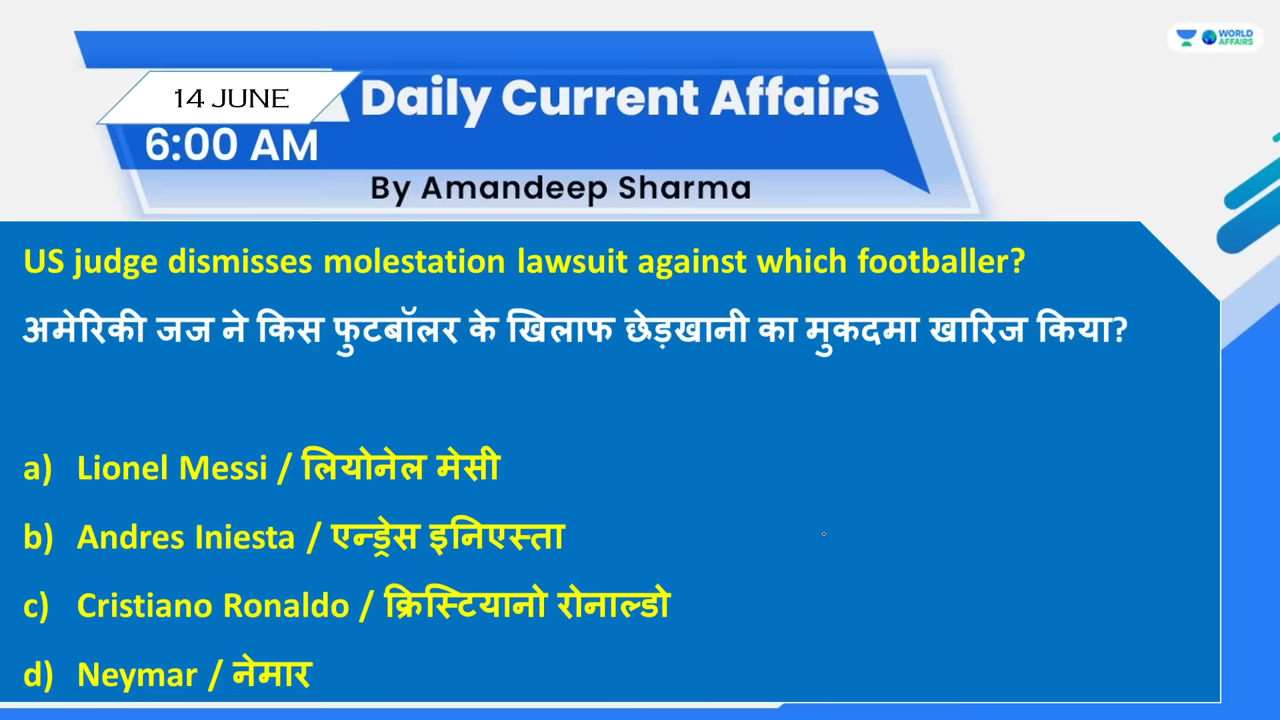 WORLD
AFFAIRS
14 JUNE
Daily Current Affairs
6:00 AM
By Amandeep Sharma
US judge dismisses molestation lawsuit against which footballer?
अमेरिकी जज ने किस फुटबॉलर के खिलाफ छेड़खानी का मुकदमा खारिज किया?
a) Lionel Messi / लियोनेल मेसी
b) Andres Iniesta / एन्ड्रेस इनिएस्ता
c) Cristiano Ronaldo / क्रिस्टियानो रोनाल्डो
d) Neymar / नेमार